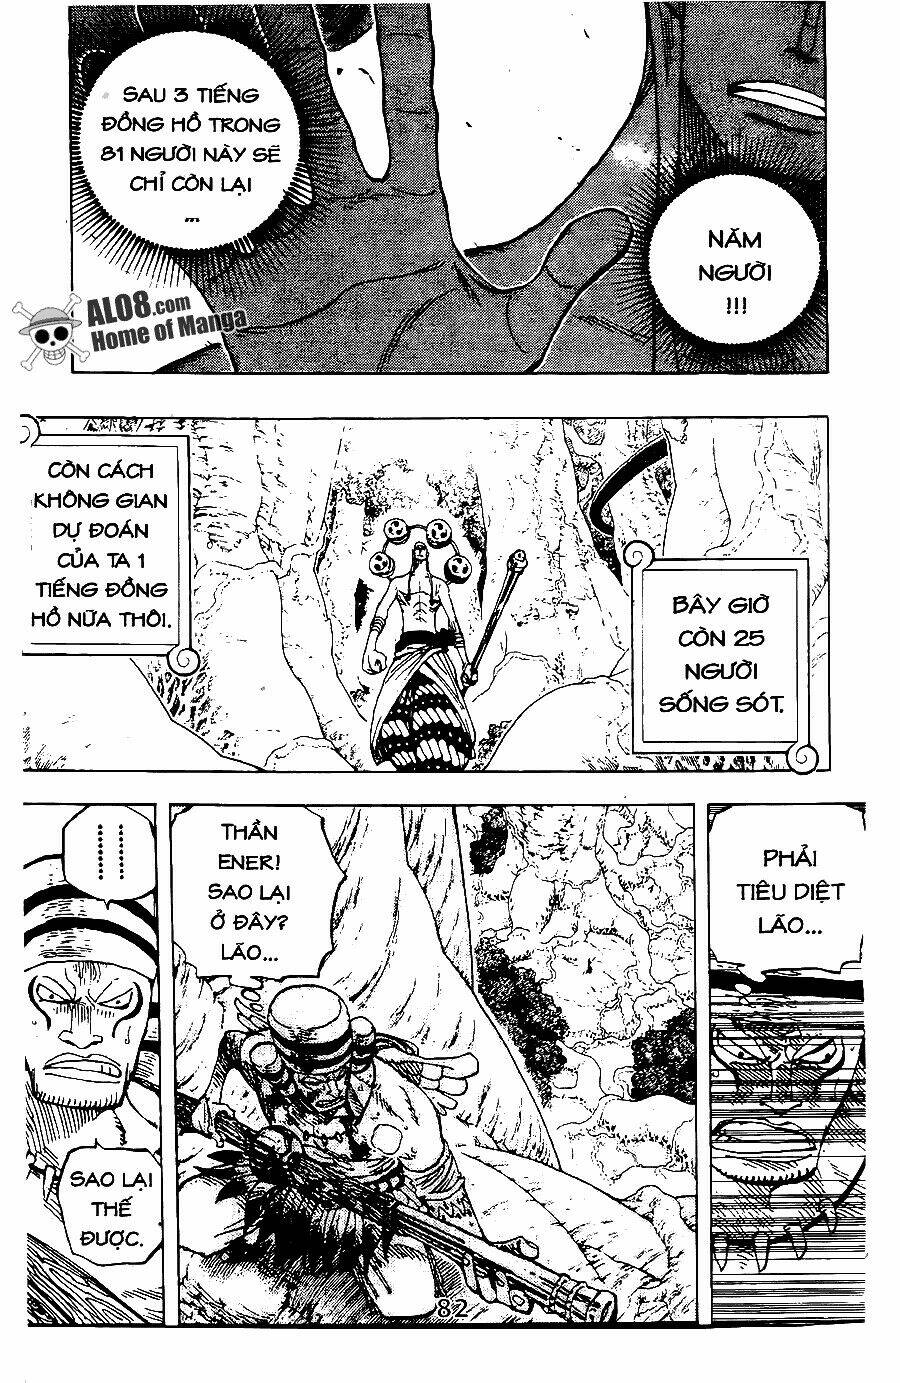 SAU 3 TIẾNG
ĐỒNG HỒ TRONG
81 NGƯỜI NÀY SẼ
CHỈ CÒN LẠI
...
NĂM
NGƯỜI
!!!
ALO8.com
Home of Manga
CÒN CÁCH
KHÔNG GIAN
DỰ ĐOÁN
CỦA TA 1
TIẾNG ĐỒNG
HỒ NỮA THÔI.
BÂY GIỜ
CÒN 25
NGƯỜI
SỐNG SÓT.
SAO LẠI
THẾ
ĐƯỢC.
THẦN
ENER!
SAO LẠI
Ở ĐÂY?
LÃO...
PHẢI
TIÊU DIỆT
LÃO...
82